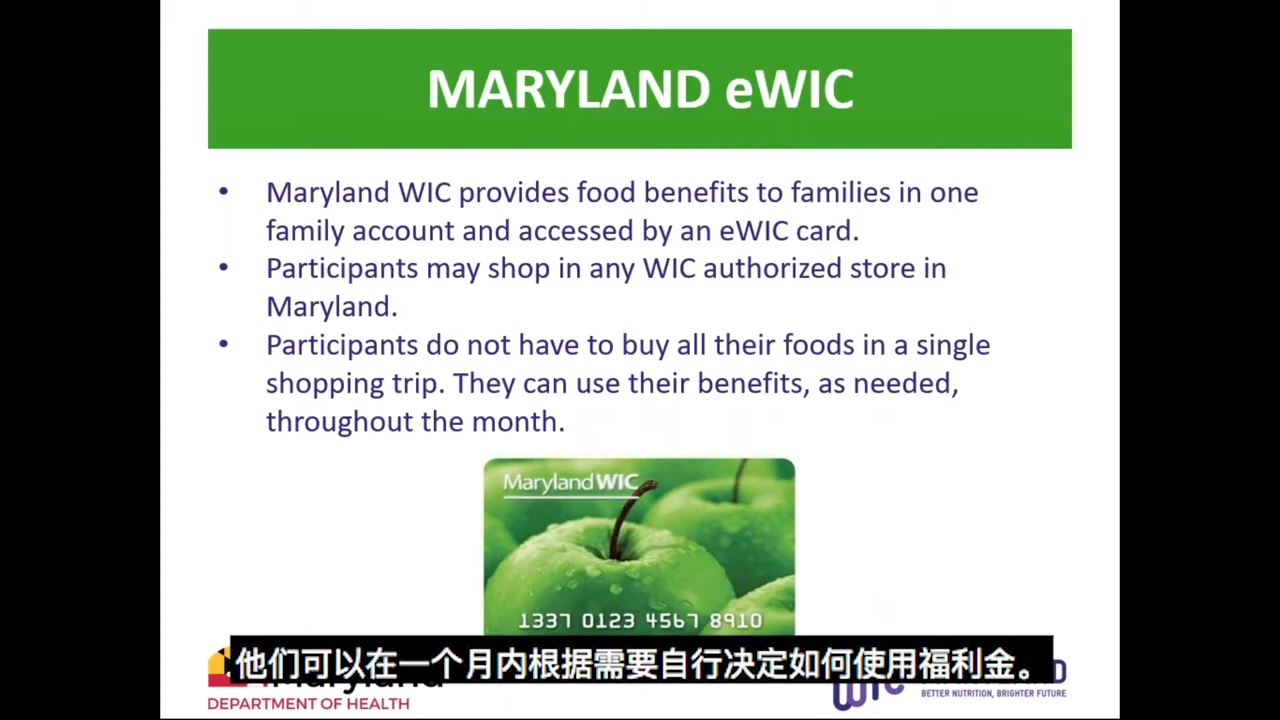 MARYLAND eWIC
• Maryland WIC provides food benefits to families in one
family account and accessed by an eWIC card.
• Participants may shop in any WIC authorized store in
Maryland.
• Participants do not have to buy all their foods in a single
shopping trip. They can use their benefits, as needed,
throughout the month.
MarylandWIC
1337 0123 4567 8910
他们可以在一个月内根据需要自行决定如何使用福利金。
DEPARTMENT OF HEALTH
WIC
BETTER NUTRITION, BRIGHTER FUTURE